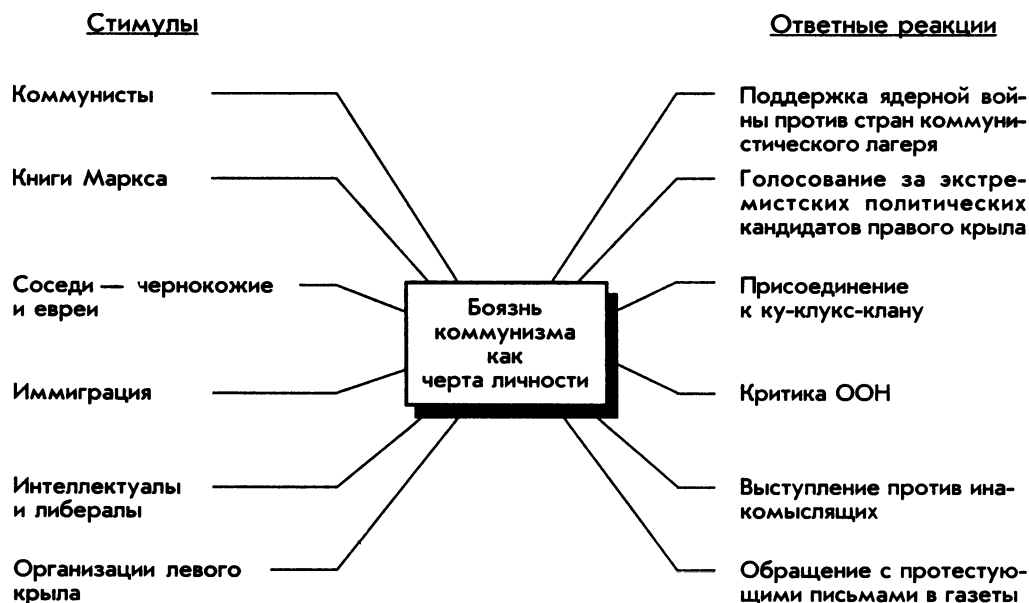 Стимулы
Коммунисты
Книги Маркса
Соседи — чернокожие
и евреи
Иммиграция
Интеллектуалы
и либералы
Организации левого
крыла
Боязнь
коммунизма
как
черта личности
Ответные реакции
Поддержка ядерной вой-
ны против стран коммуни-
стического лагеря
Голосование за экстре-
мистских политических
кандидатов правого крыла
Присоединение
к ку-клукс-клану
Критика ООН
Выступление против ина-
комыслящих
Обращение с протестую-
щими письмами в газеты